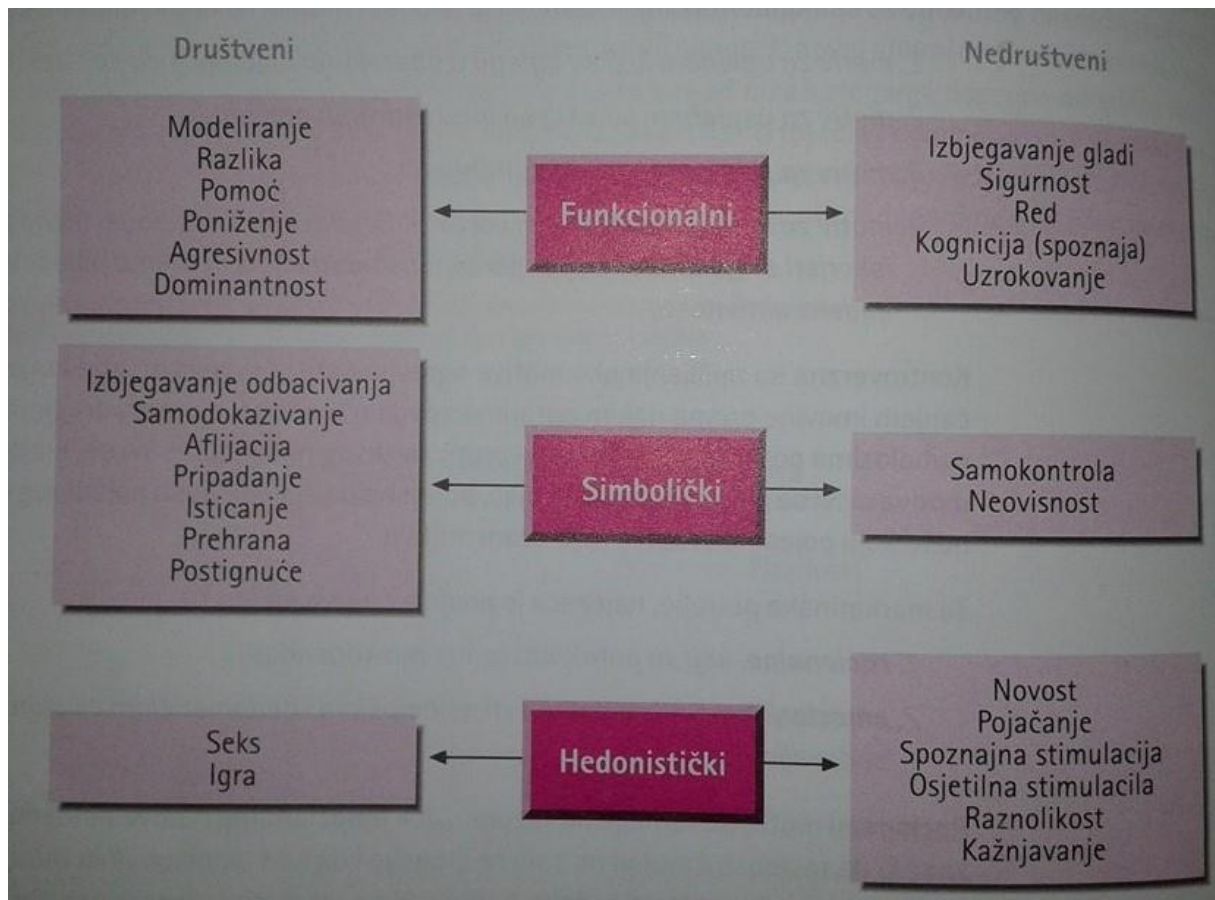 Društveni
Nedruštveni
Modeliranje
Razlika
Pomoć
Poniženje
Agresivnost
Dominantnost
Funkcionalni
Izbjegavanje gladi
Sigurnost
Red
Kognicija (spoznaja)
Uzrokovanje
Izbjegavanje odbacivanja
Samodokazivanje
Aflijacija
Pripadanje
Isticanje
Prehrana
Postignuće
Simbolički
Samokontrola
Neovisnost
Seks
Igra
Hedonistički
Novost
Pojačanje
Spoznajna stimulacija
Osjetilna stimulacila
Raznolikost
Kažnjavanje